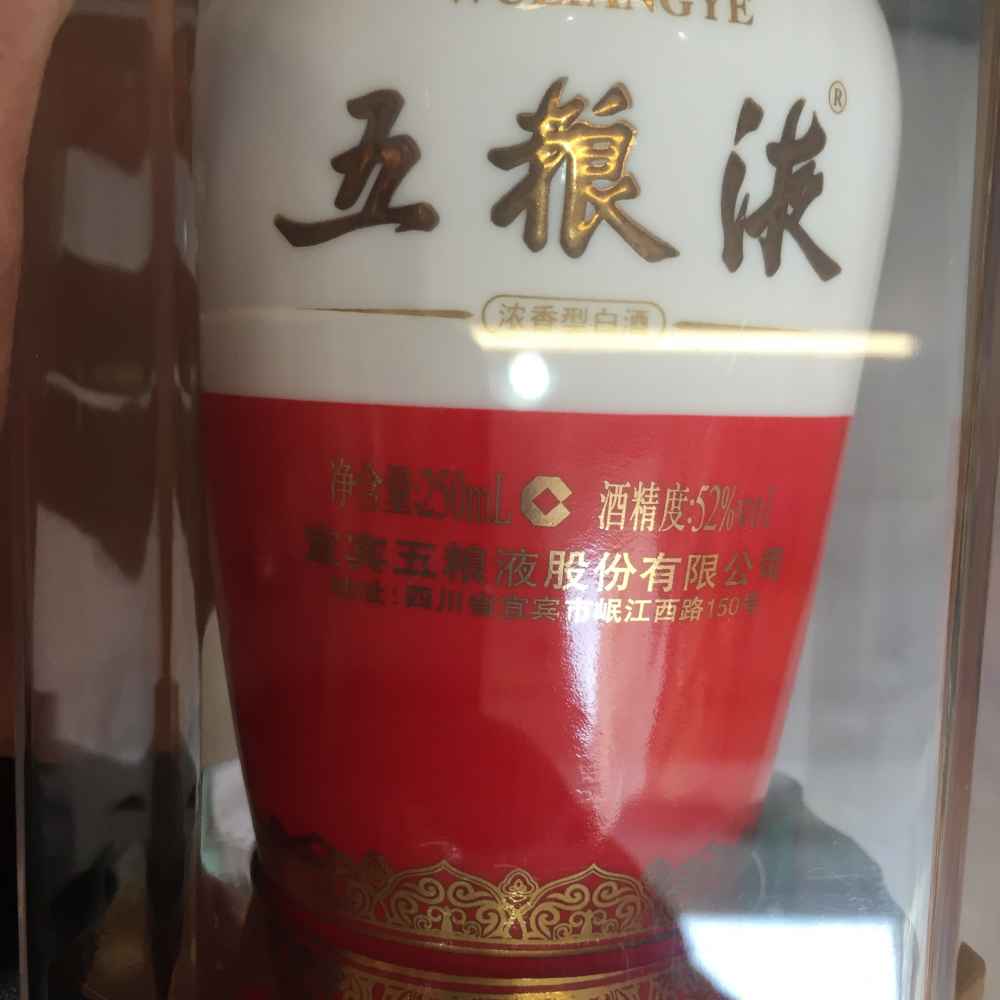 WULIANGYE
五粮液®
浓香型白酒
净含量:250mL 酒精度:52%vol
宜宾五粮液股份有限公司
地址:四川省宜宾市岷江西路150号